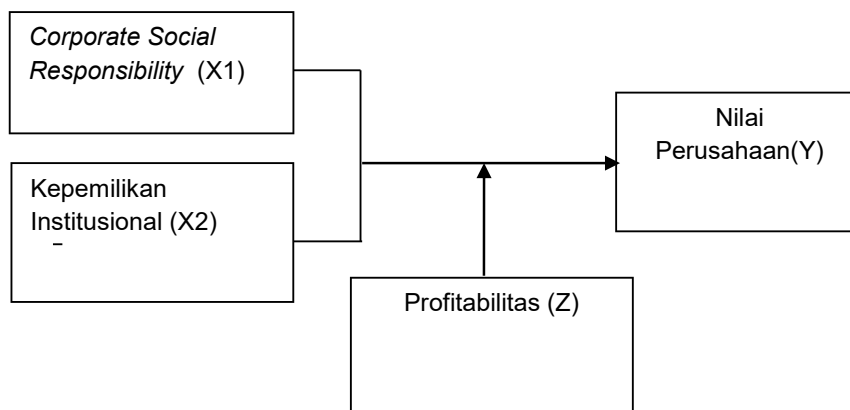 Corporate Social
Responsibility (X1)
Nilai
Perusahaan(Y)
Kepemilikan
Institusional (X2)
Profitabilitas (Z)